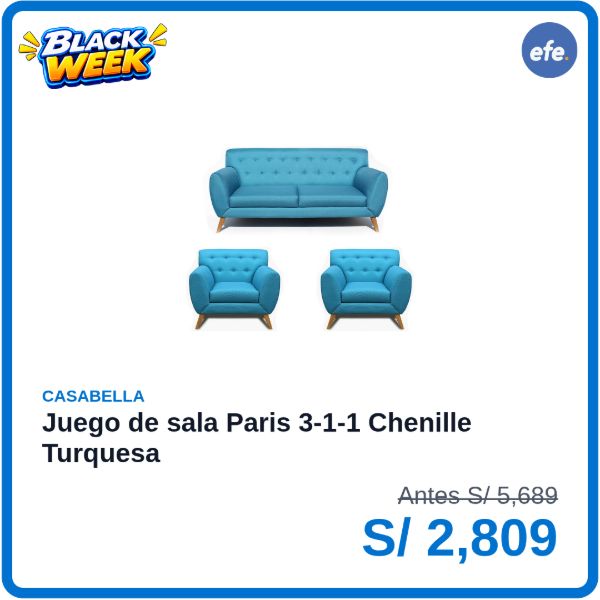 BLACK
WEEK
efe.
CASABELLA
Juego de sala Paris 3-1-1 Chenille
Turquesa
Antes S/ 5,689
S/ 2,809